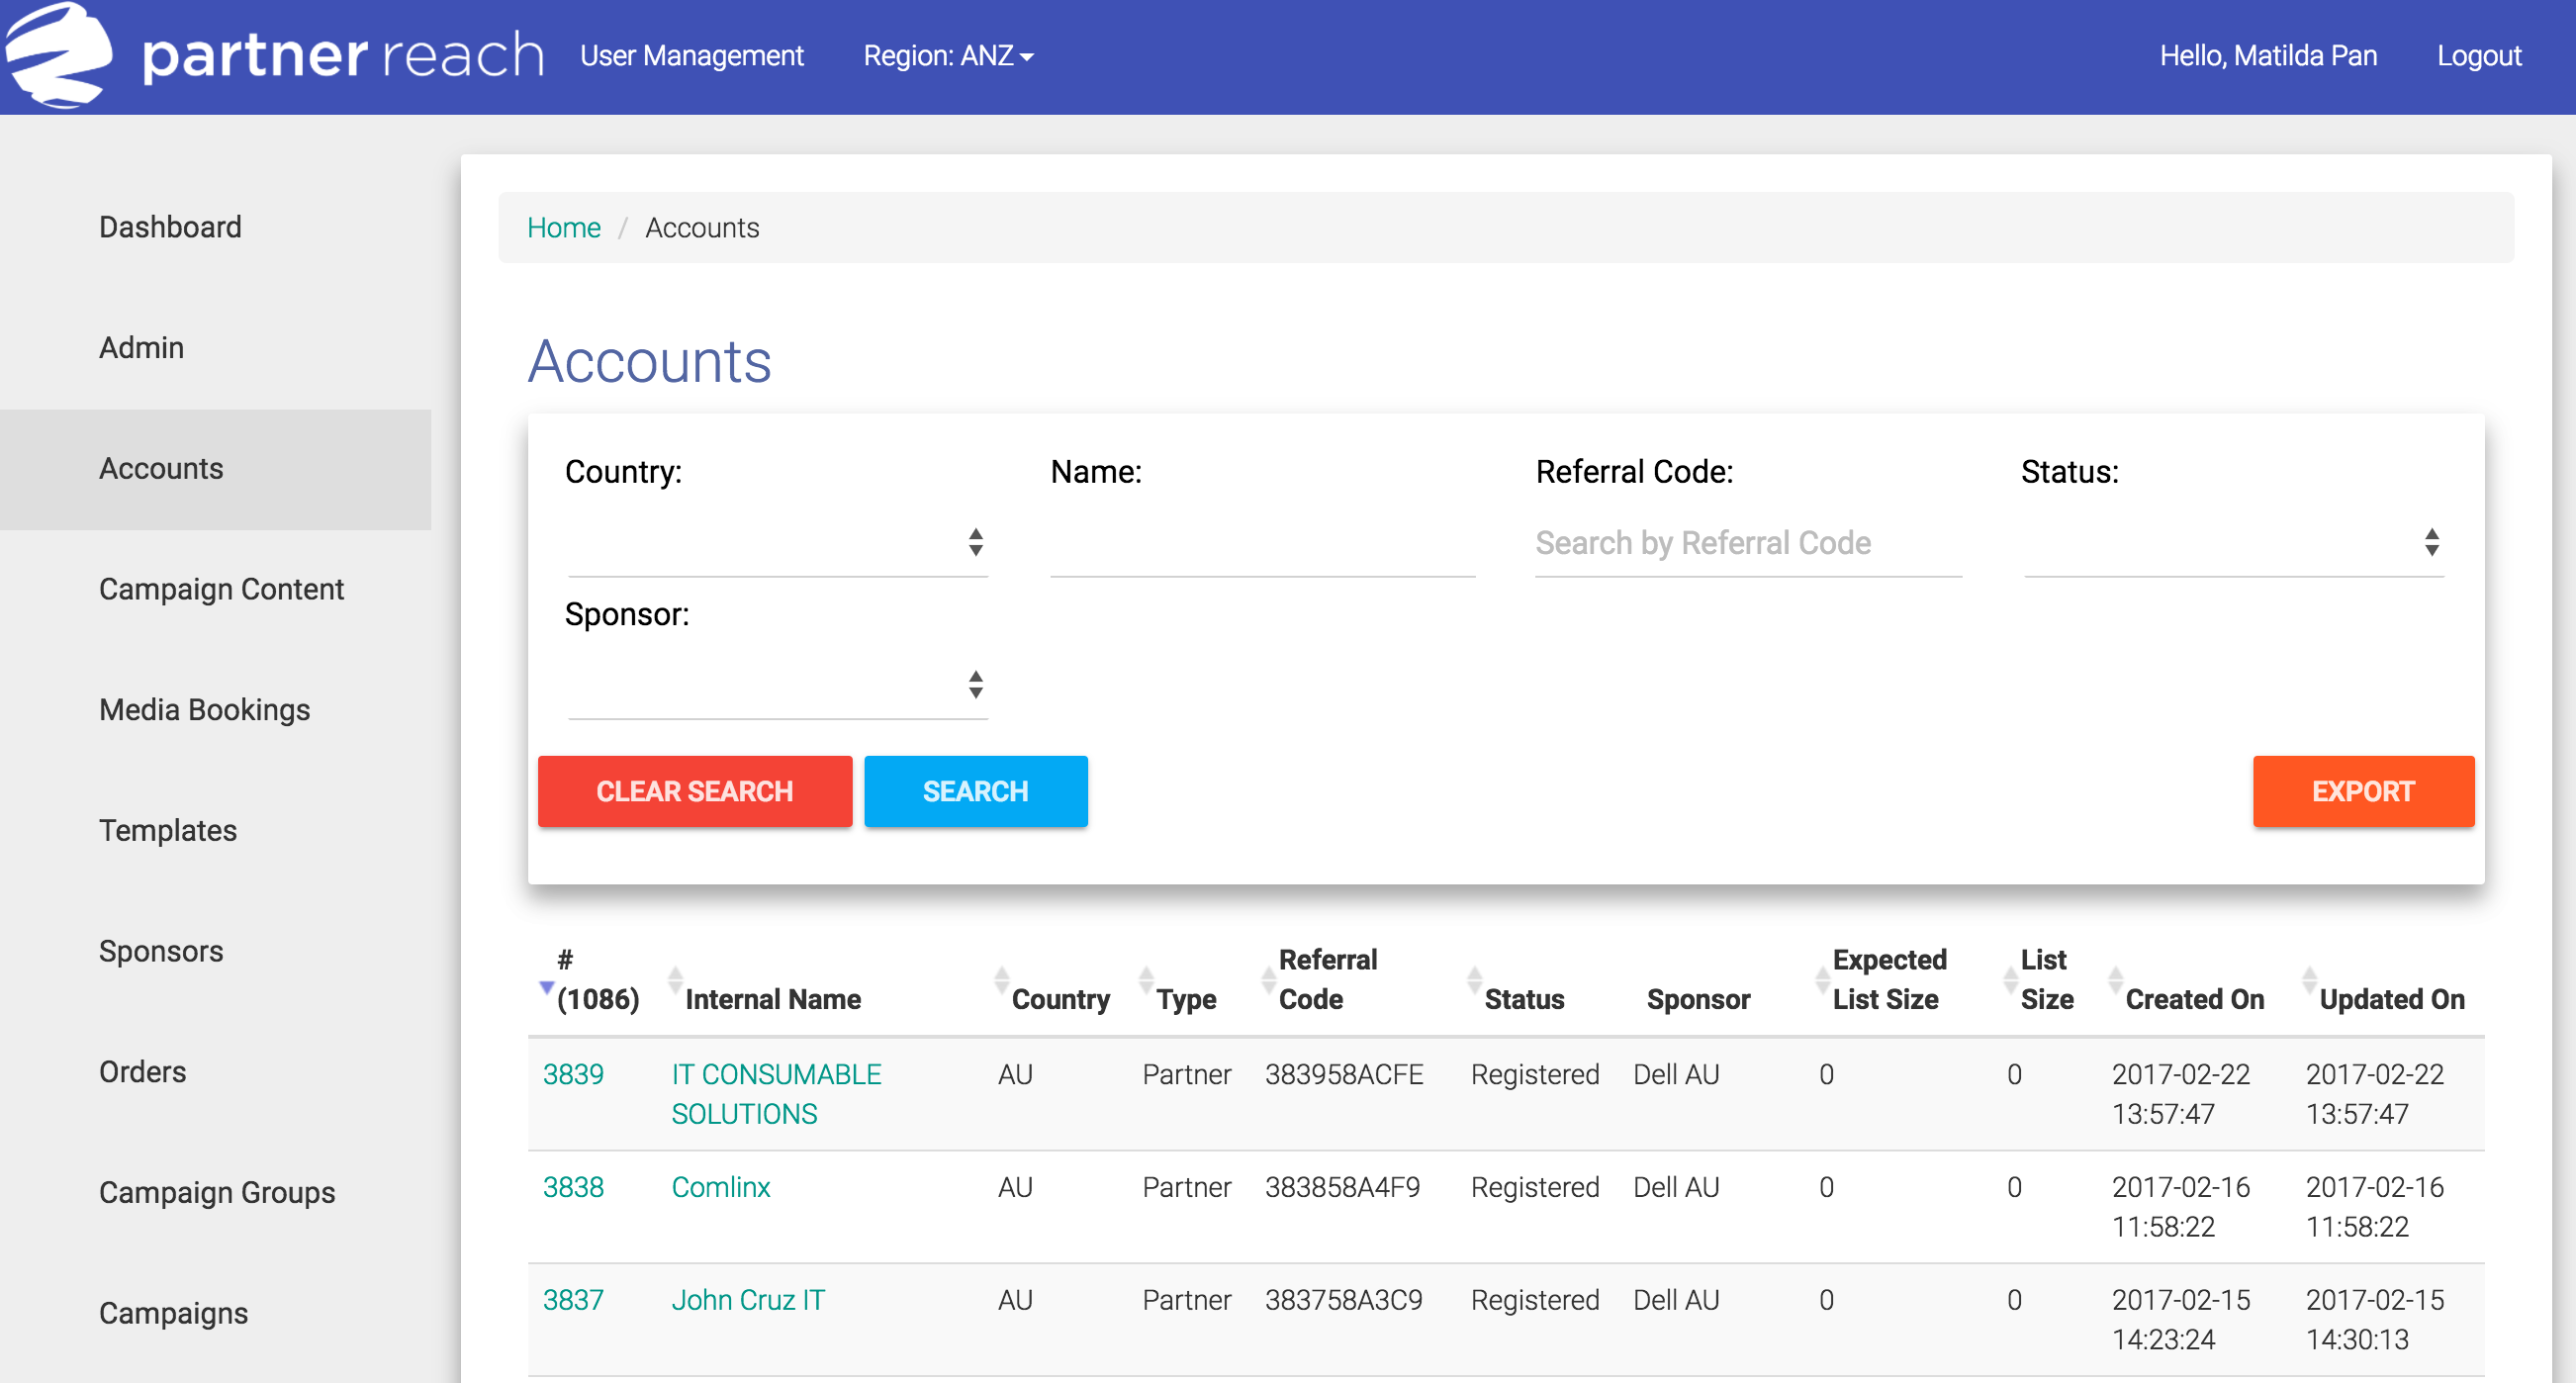 partner reach
User Management
Region: ANZ
Hello, Matilda Pan
Logout
Dashboard
Admin
Accounts
Campaign Content
Media Bookings
Templates
Sponsors
Orders
Campaign Groups
Campaigns
Home / Accounts
Accounts
Country:
Name:
Referral Code:
Status:
Search by Referral Code
Sponsor:
CLEAR SEARCH
SEARCH
EXPORT
# (1086)
Internal Name
Country
Type
Referral Code
Status
Sponsor
Expected List Size
List Size
Created On
Updated On
3839 IT CONSUMABLE SOLUTIONS AU Partner 383958ACFE Registered Dell AU 0 0 2017-02-22 13:57:47 2017-02-22 13:57:47
3838 Comlinx AU Partner 383858A4F9 Registered Dell AU 0 0 2017-02-16 11:58:22 2017-02-16 11:58:22
3837 John Cruz IT AU Partner 383758A3C9 Registered Dell AU 0 0 2017-02-15 14:23:24 2017-02-15 14:30:13